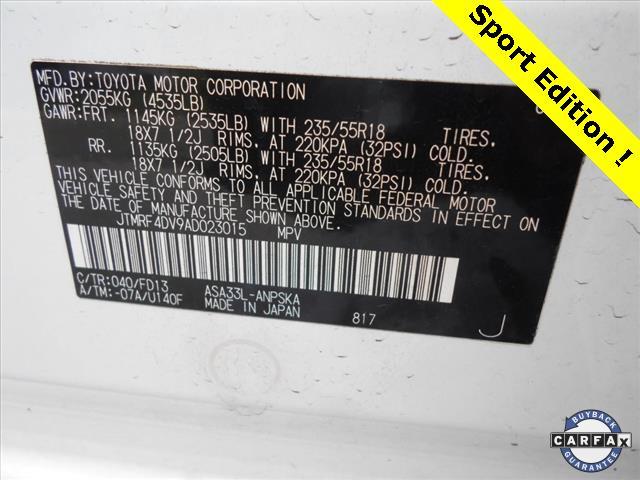 Sport Edition !
MFD.BY:TOYOTA MOTOR CORPORATION
GVWR:2055KG (4535LB)
GAWR:FRT. 1145KG (2535LB) WITH 235/55R18 TIRES.
18X7 1/2J RIMS. AT 220KPA (32PSI) COLD.
RR. 1135KG (2505LB) WITH 235/55R18 TIRES.
18X7 1/2J RIMS. AT 220KPA (32PSI) COLD.
THIS VEHICLE CONFORMS TO ALL APPLICABLE FEDERAL MOTOR
VEHICLE SAFETY AND THEFT PREVENTION STANDARDS IN EFFECT ON
THE DATE OF MANUFACTURE SHOWN ABOVE.
JTMRF4DV9AD023015 MPV
C/TR:040/FD13 ASA33L-ANPSKA
A/TM:-07A/U140F MADE IN JAPAN
817 J
BUYBACK
CARFAX
GUARANTEE